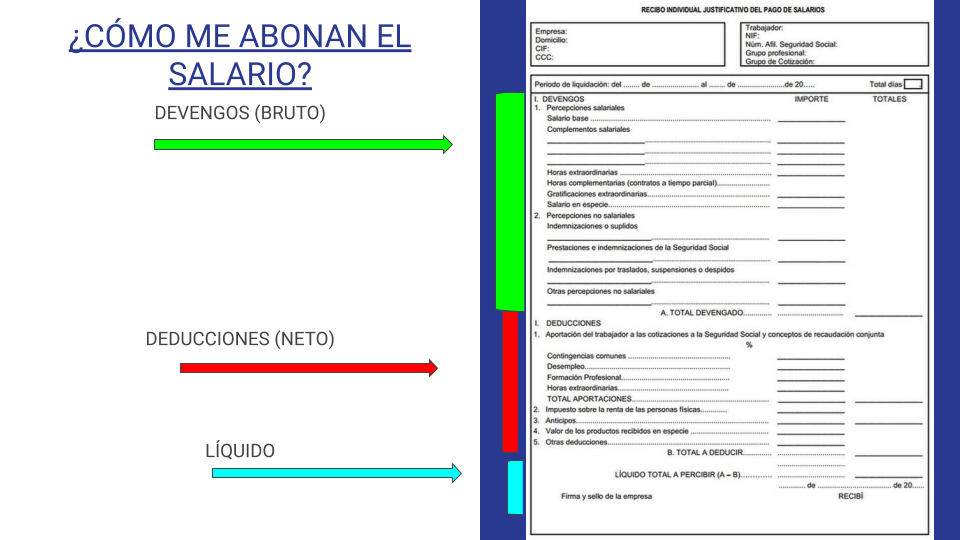 ¿CÓMO ME ABONAN EL
SALARIO?
DEVENGOS (BRUTO)
DEDUCCIONES (NETO)
LÍQUIDO
RECIBO INDIVIDUAL JUSTIFICATIVO DEL PAGO DE SALARIOS
Empresa:
Domicilio:
CIF:
CCC:
Trabajador:
NIF:
Núm. Afil. Seguridad Social:
Grupo profesional:
Grupo de Cotización:
Periodo de liquidación: del ........ de ....................... al ........ de .......................de 20..... Total días
I. DEVENGOS IMPORTE TOTALES
1. Percepciones salariales
Salario base ..............................
Complementos salariales
Horas extraordinarias ..............................
Horas complementarias (contratos a tiempo parcial)......................
Gratificaciones extraordinarias..............................
Salario en especie..............................
2. Percepciones no salariales
Indemnizaciones o suplidos
Prestaciones e indemnizaciones de la Seguridad Social
Indemnizaciones por traslados, suspensiones o despidos
Otras percepciones no salariales
A. TOTAL DEVENGADO............
I. DEDUCCIONES
1. Aportación del trabajador a las cotizaciones a la Seguridad Social y conceptos de recaudación conjunta
%
Contingencias comunes ..............................
Desempleo..............................
Formación Profesional..............................
Horas extraordinarias..............................
TOTAL APORTACIONES..............................
2. Impuesto sobre la renta de las personas físicas............
3. Anticipos..............................
4. Valor de los productos recibidos en especie ..............................
5. Otras deducciones..............................
B. TOTAL A DEDUCIR............
LÍQUIDO TOTAL A PERCIBIR (A – B)............
............ de .............................. de 20......
Firma y sello de la empresa RECIBÍ